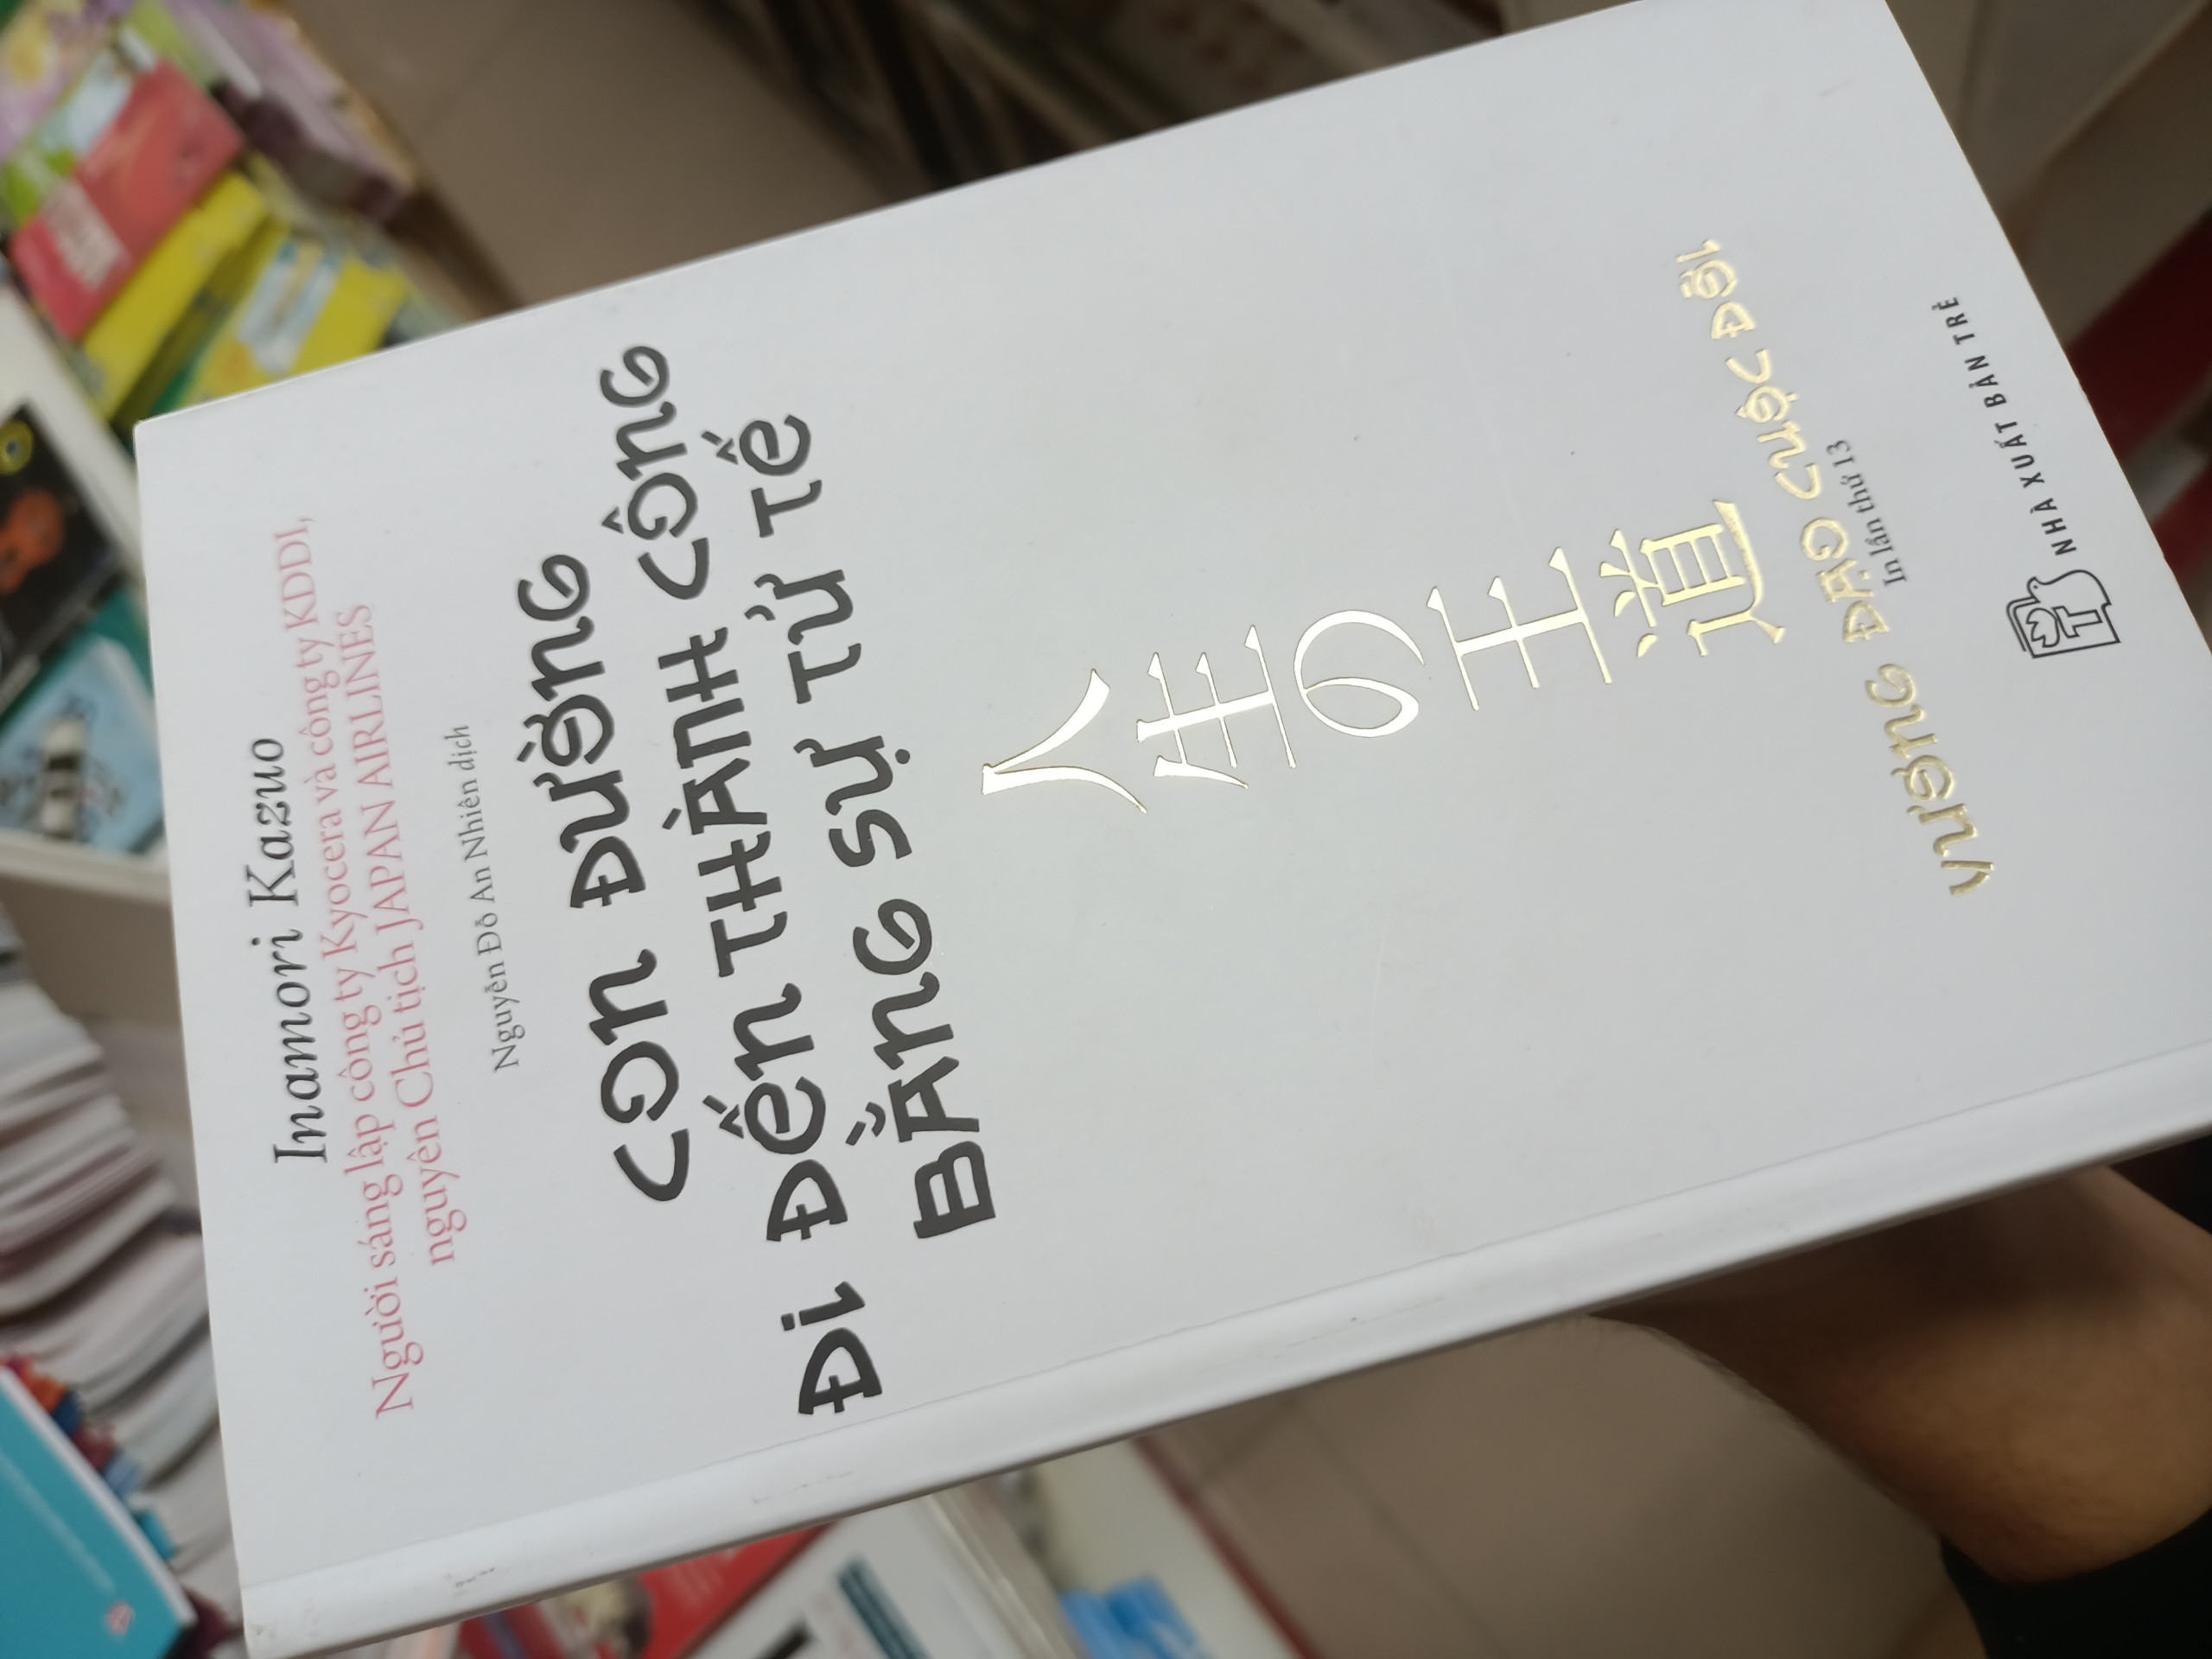 Inamori Kazuo
Người sáng lập công ty Kyocera và công ty KDDI,
nguyên Chủ tịch JAPAN AIRLINES
Nguyễn Đỗ An Nhiên dịch
CON ĐƯỜNG
ĐI ĐẾN THÀNH CÔNG
BẰNG SỰ TỬ TẾ
人生の王道
VƯƠNG ĐẠO CUỘC ĐỜI
In lần thứ 13
NHÀ XUẤT BẢN TRẺ